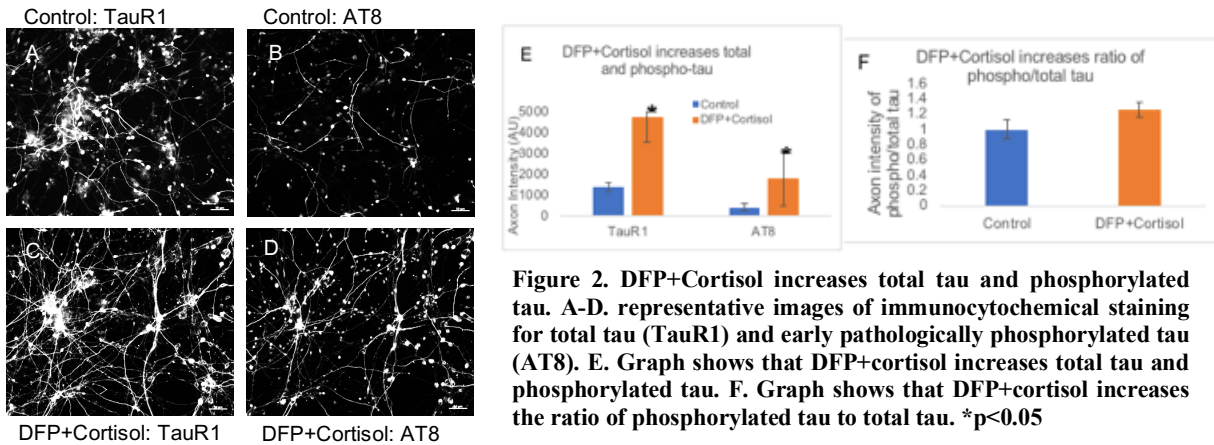 Control: TauR1
Control: AT8
A
B
C
D
DFP+Cortisol: TauR1
DFP+Cortisol: AT8
E
DFP+Cortisol increases total
and phospho-tau
Control
DFP+Cortisol
Axon Intensity (AU)
5000
4000
3000
2000
1000
0
*
*
TauR1
AT8
F
DFP+Cortisol increases ratio of
phospho/total tau
Axon intensity of
phospho/total tau
1.6
1.4
1.2
1
0.8
0.6
0.4
0.2
0
Control
DFP+Cortisol
Figure 2. DFP+Cortisol increases total tau and phosphorylated
tau. A-D. representative images of immunocytochemical staining
for total tau (TauR1) and early pathologically phosphorylated tau
(AT8). E. Graph shows that DFP+cortisol increases total tau and
phosphorylated tau. F. Graph shows that DFP+cortisol increases
the ratio of phosphorylated tau to total tau. *p<0.05